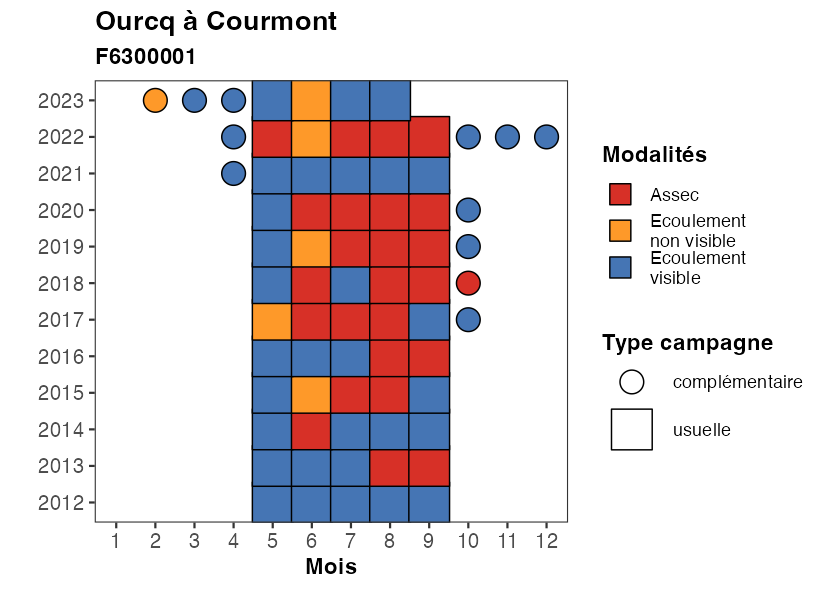 Ourcq à Courmont
F6300001
2023
2022
2021
2020
2019
2018
2017
2016
2015
2014
2013
2012
1 2 3 4 5 6 7 8 9 10 11 12
Mois
Modalités
Assec
Ecoulement
non visible
Ecoulement
visible
Type campagne
complémentaire
usuelle